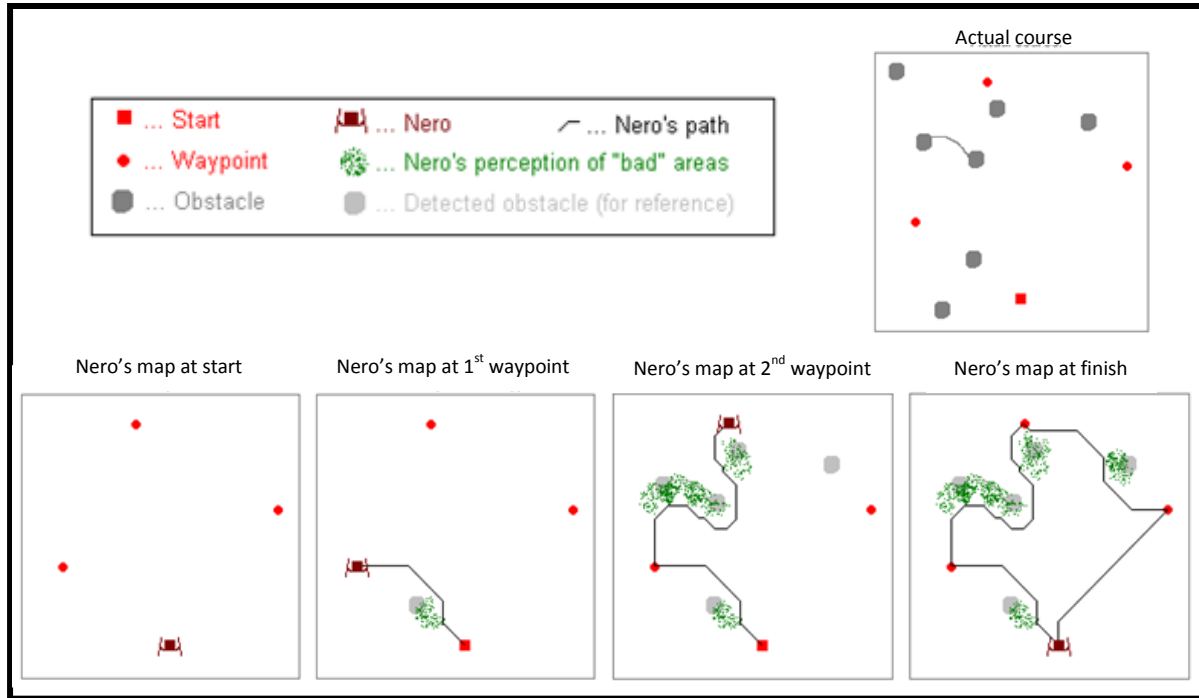 Actual course
... Start
... Nero
... Nero's path
... Waypoint
... Nero's perception of "bad" areas
... Obstacle
... Detected obstacle (for reference)
Nero's map at start
Nero's map at 1st waypoint
Nero's map at 2nd waypoint
Nero's map at finish